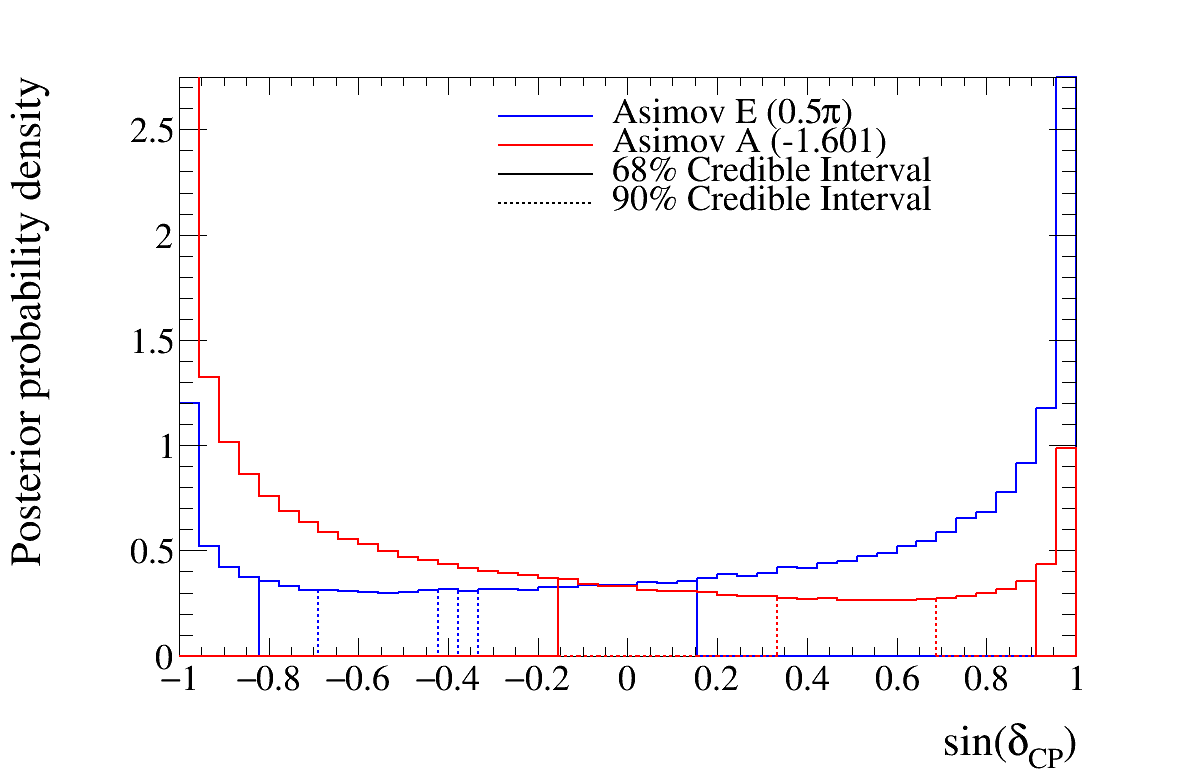 Posterior probability density
2.5
2
1.5
1
0.5
0
Asimov E (0.5π)
Asimov A (-1.601)
68% Credible Interval
90% Credible Interval
−1 −0.8 −0.6 −0.4 −0.2 0 0.2 0.4 0.6 0.8 1
sin(δCP)